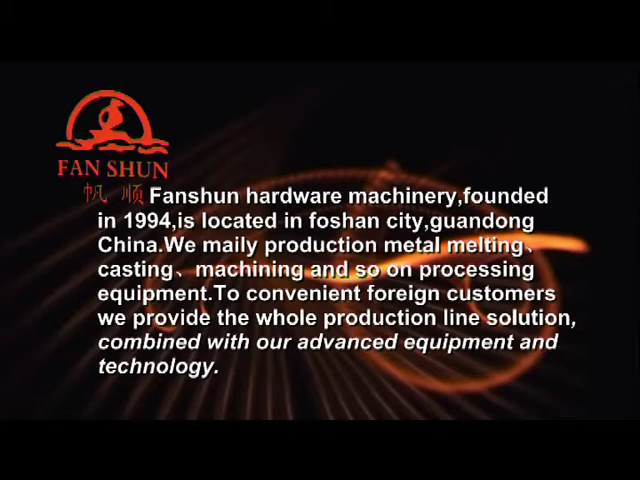 FAN SHUN
帆 顺
Fanshun hardware machinery,founded
in 1994,is located in foshan city,guandong
China.We maily production metal melting、
casting、machining and so on processing
equipment.To convenient foreign customers
we provide the whole production line solution,
combined with our advanced equipment and
technology.